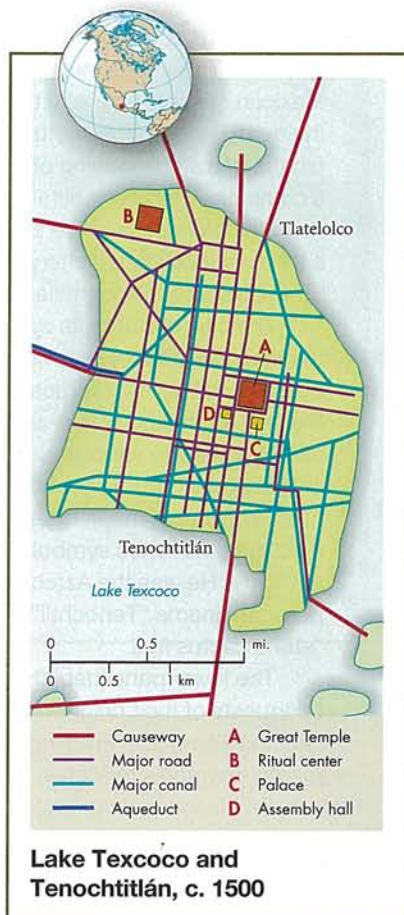 B
Tlatelolco
A
D
C
Tenochtitlán
Lake Texcoco
0 0.5 1 mi.
0 0.5 1 km
Causeway A Great Temple
Major road B Ritual center
Major canal C Palace
Aqueduct D Assembly hall
Lake Texcoco and
Tenochtitlán, c. 1500